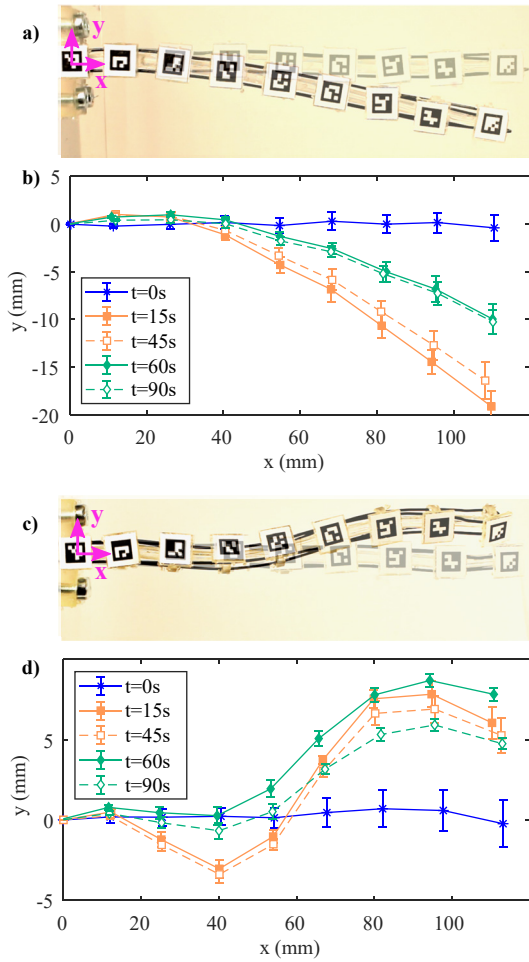 a)
y
x
b)
5
0
-5
-10
-15
-20
y (mm)
t=0s
t=15s
t=45s
t=60s
t=90s
0 20 40 60 80 100
x (mm)
c)
y
x
d)
5
0
-5
y (mm)
t=0s
t=15s
t=45s
t=60s
t=90s
0 20 40 60 80 100
x (mm)